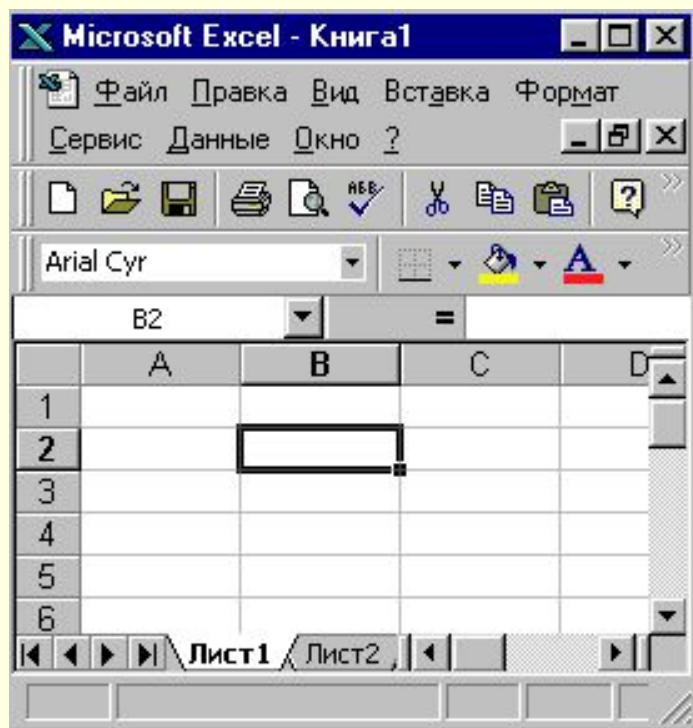 Microsoft Excel - Книга1
Файл Правка Вид Вставка Формат
Сервис Данные Окно ?
АБВ
Arial Cyr А
B2 =
A B C D
1
2
3
4
5
6
Лист1 Лист2